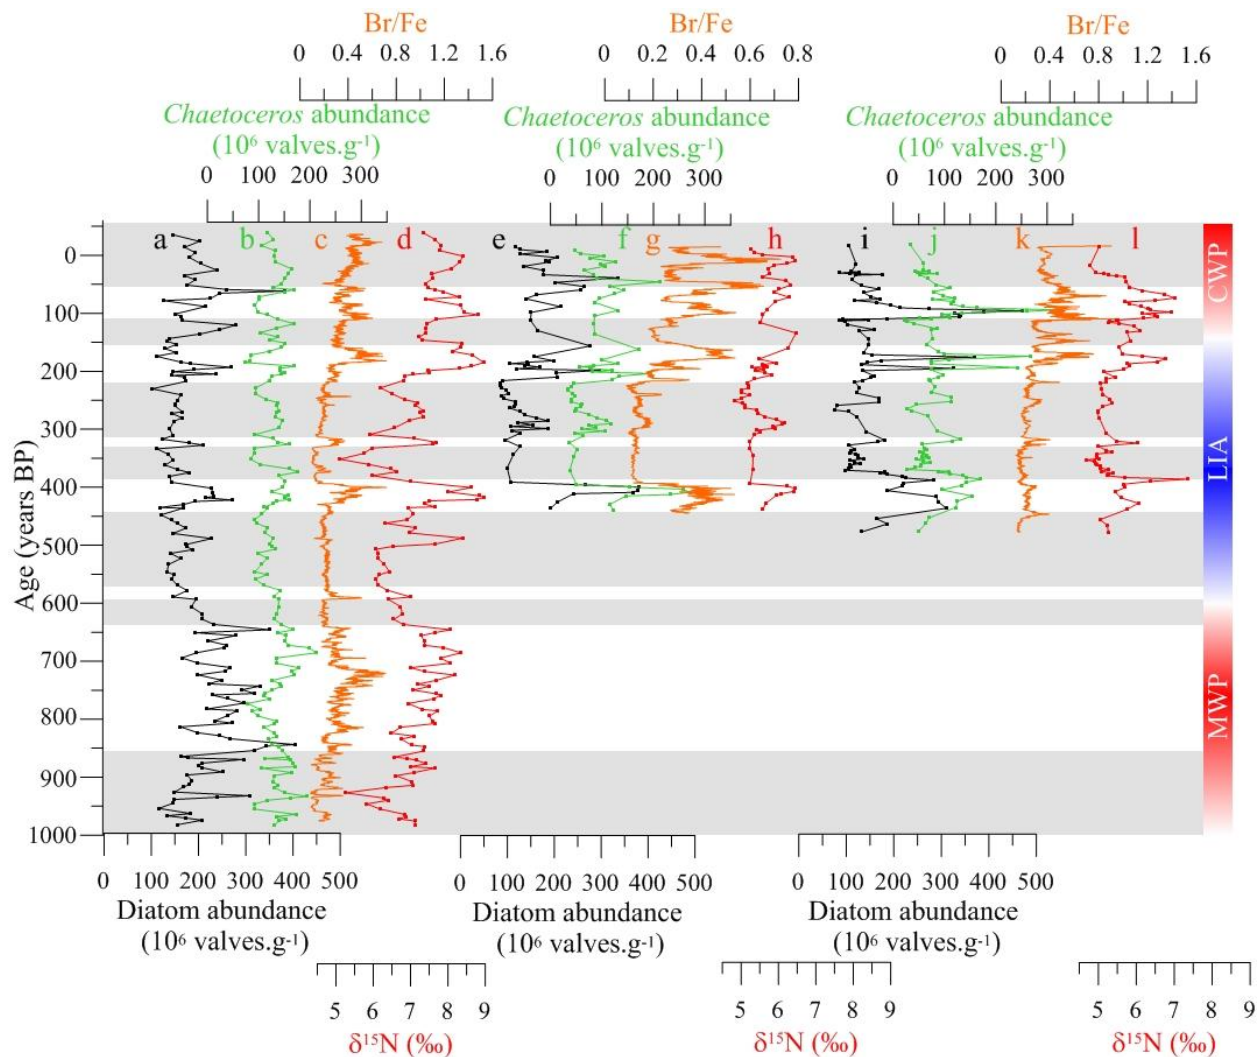 Br/Fe
0 0.4 0.8 1.2 1.6
Chaetoceros abundance
(10⁶ valves.g⁻¹)
0 100 200 300
Br/Fe
0 0.2 0.4 0.6 0.8
Chaetoceros abundance
(10⁶ valves.g⁻¹)
0 100 200 300
Br/Fe
0 0.4 0.8 1.2 1.6
Chaetoceros abundance
(10⁶ valves.g⁻¹)
0 100 200 300
a b c d e f g h i j k l
Age (years BP)
0
100
200
300
400
500
600
700
800
900
1000
CWP
LIA
MWP
0 100 200 300 400 500
Diatom abundance
(10⁶ valves.g⁻¹)
5 6 7 8 9
δ¹⁵N (‰)
0 100 200 300 400 500
Diatom abundance
(10⁶ valves.g⁻¹)
5 6 7 8 9
δ¹⁵N (‰)
0 100 200 300 400 500
Diatom abundance
(10⁶ valves.g⁻¹)
5 6 7 8 9
δ¹⁵N (‰)